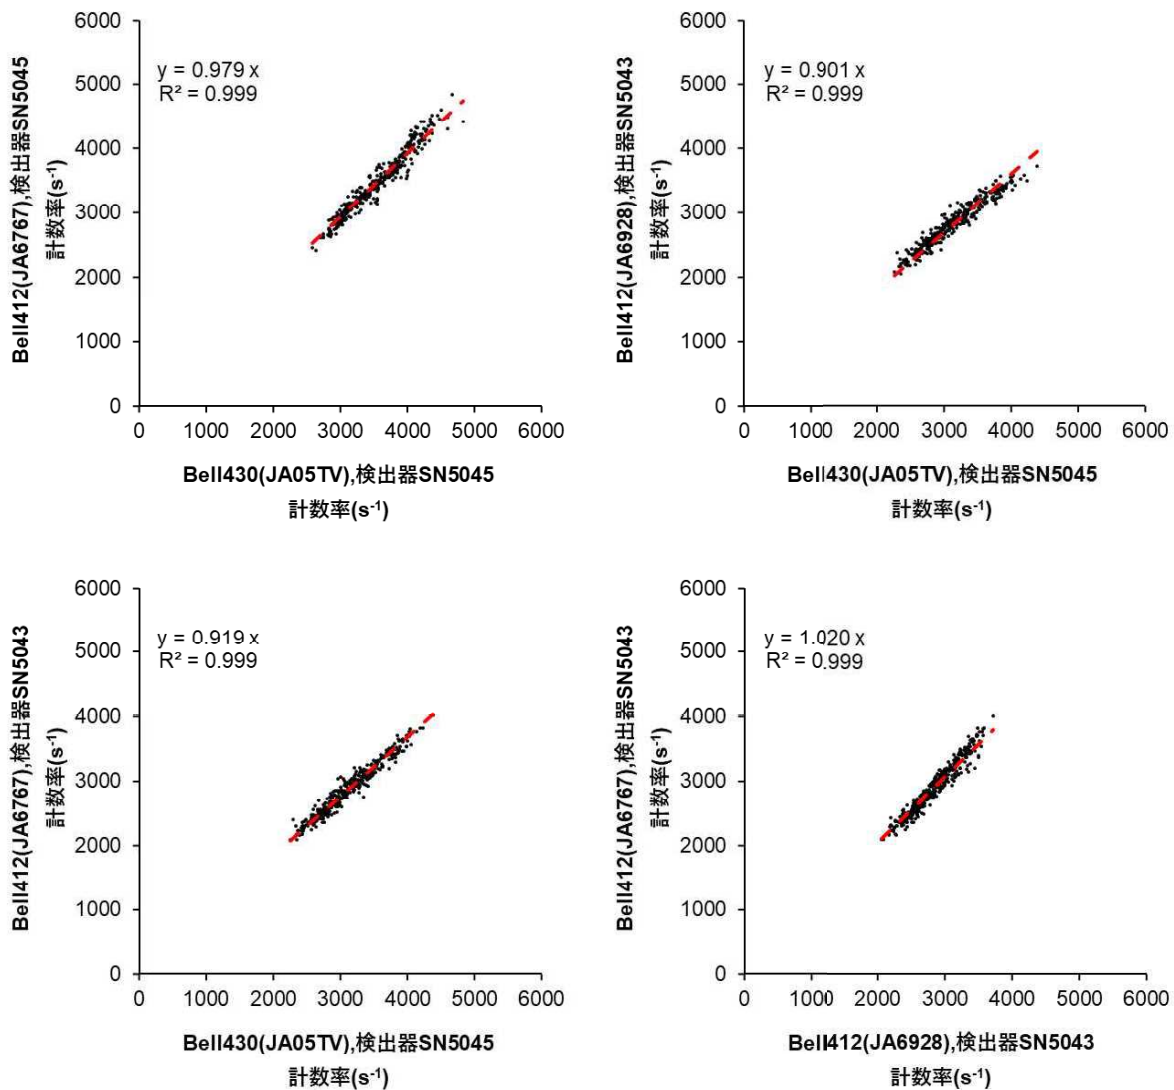 6000
5000
4000
3000
2000
1000
0
y = 0.979 x
R² = 0.999
Bell412(JA6767),検出器SN5045
計数率(s⁻¹)
0 1000 2000 3000 4000 5000 6000
Bell430(JA05TV),検出器SN5045
計数率(s⁻¹)
6000
5000
4000
3000
2000
1000
0
y = 0.901 x
R² = 0.999
Bell412(JA6928),検出器SN5043
計数率(s⁻¹)
0 1000 2000 3000 4000 5000 6000
Bell430(JA05TV),検出器SN5045
計数率(s⁻¹)
6000
5000
4000
3000
2000
1000
0
y = 0.919 x
R² = 0.999
Bell412(JA6767),検出器SN5043
計数率(s⁻¹)
0 1000 2000 3000 4000 5000 6000
Bell430(JA05TV),検出器SN5045
計数率(s⁻¹)
6000
5000
4000
3000
2000
1000
0
y = 1.020 x
R² = 0.999
Bell412(JA6767),検出器SN5043
計数率(s⁻¹)
0 1000 2000 3000 4000 5000 6000
Bell412(JA6928),検出器SN5043
計数率(s⁻¹)